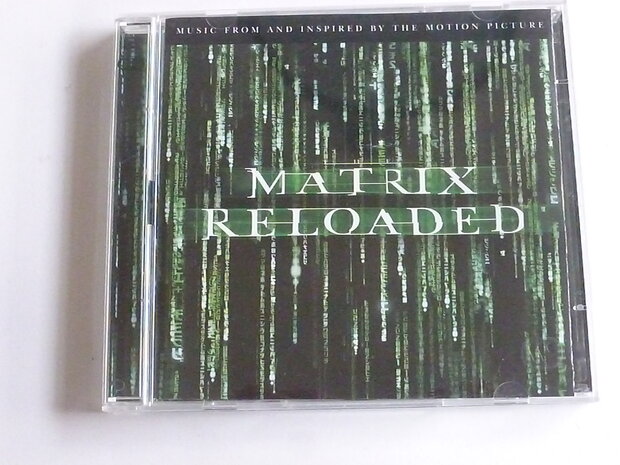 MUSIC FROM AND INSPIRED BY THE MOTION PICTURE
MATRIX
RELOADED